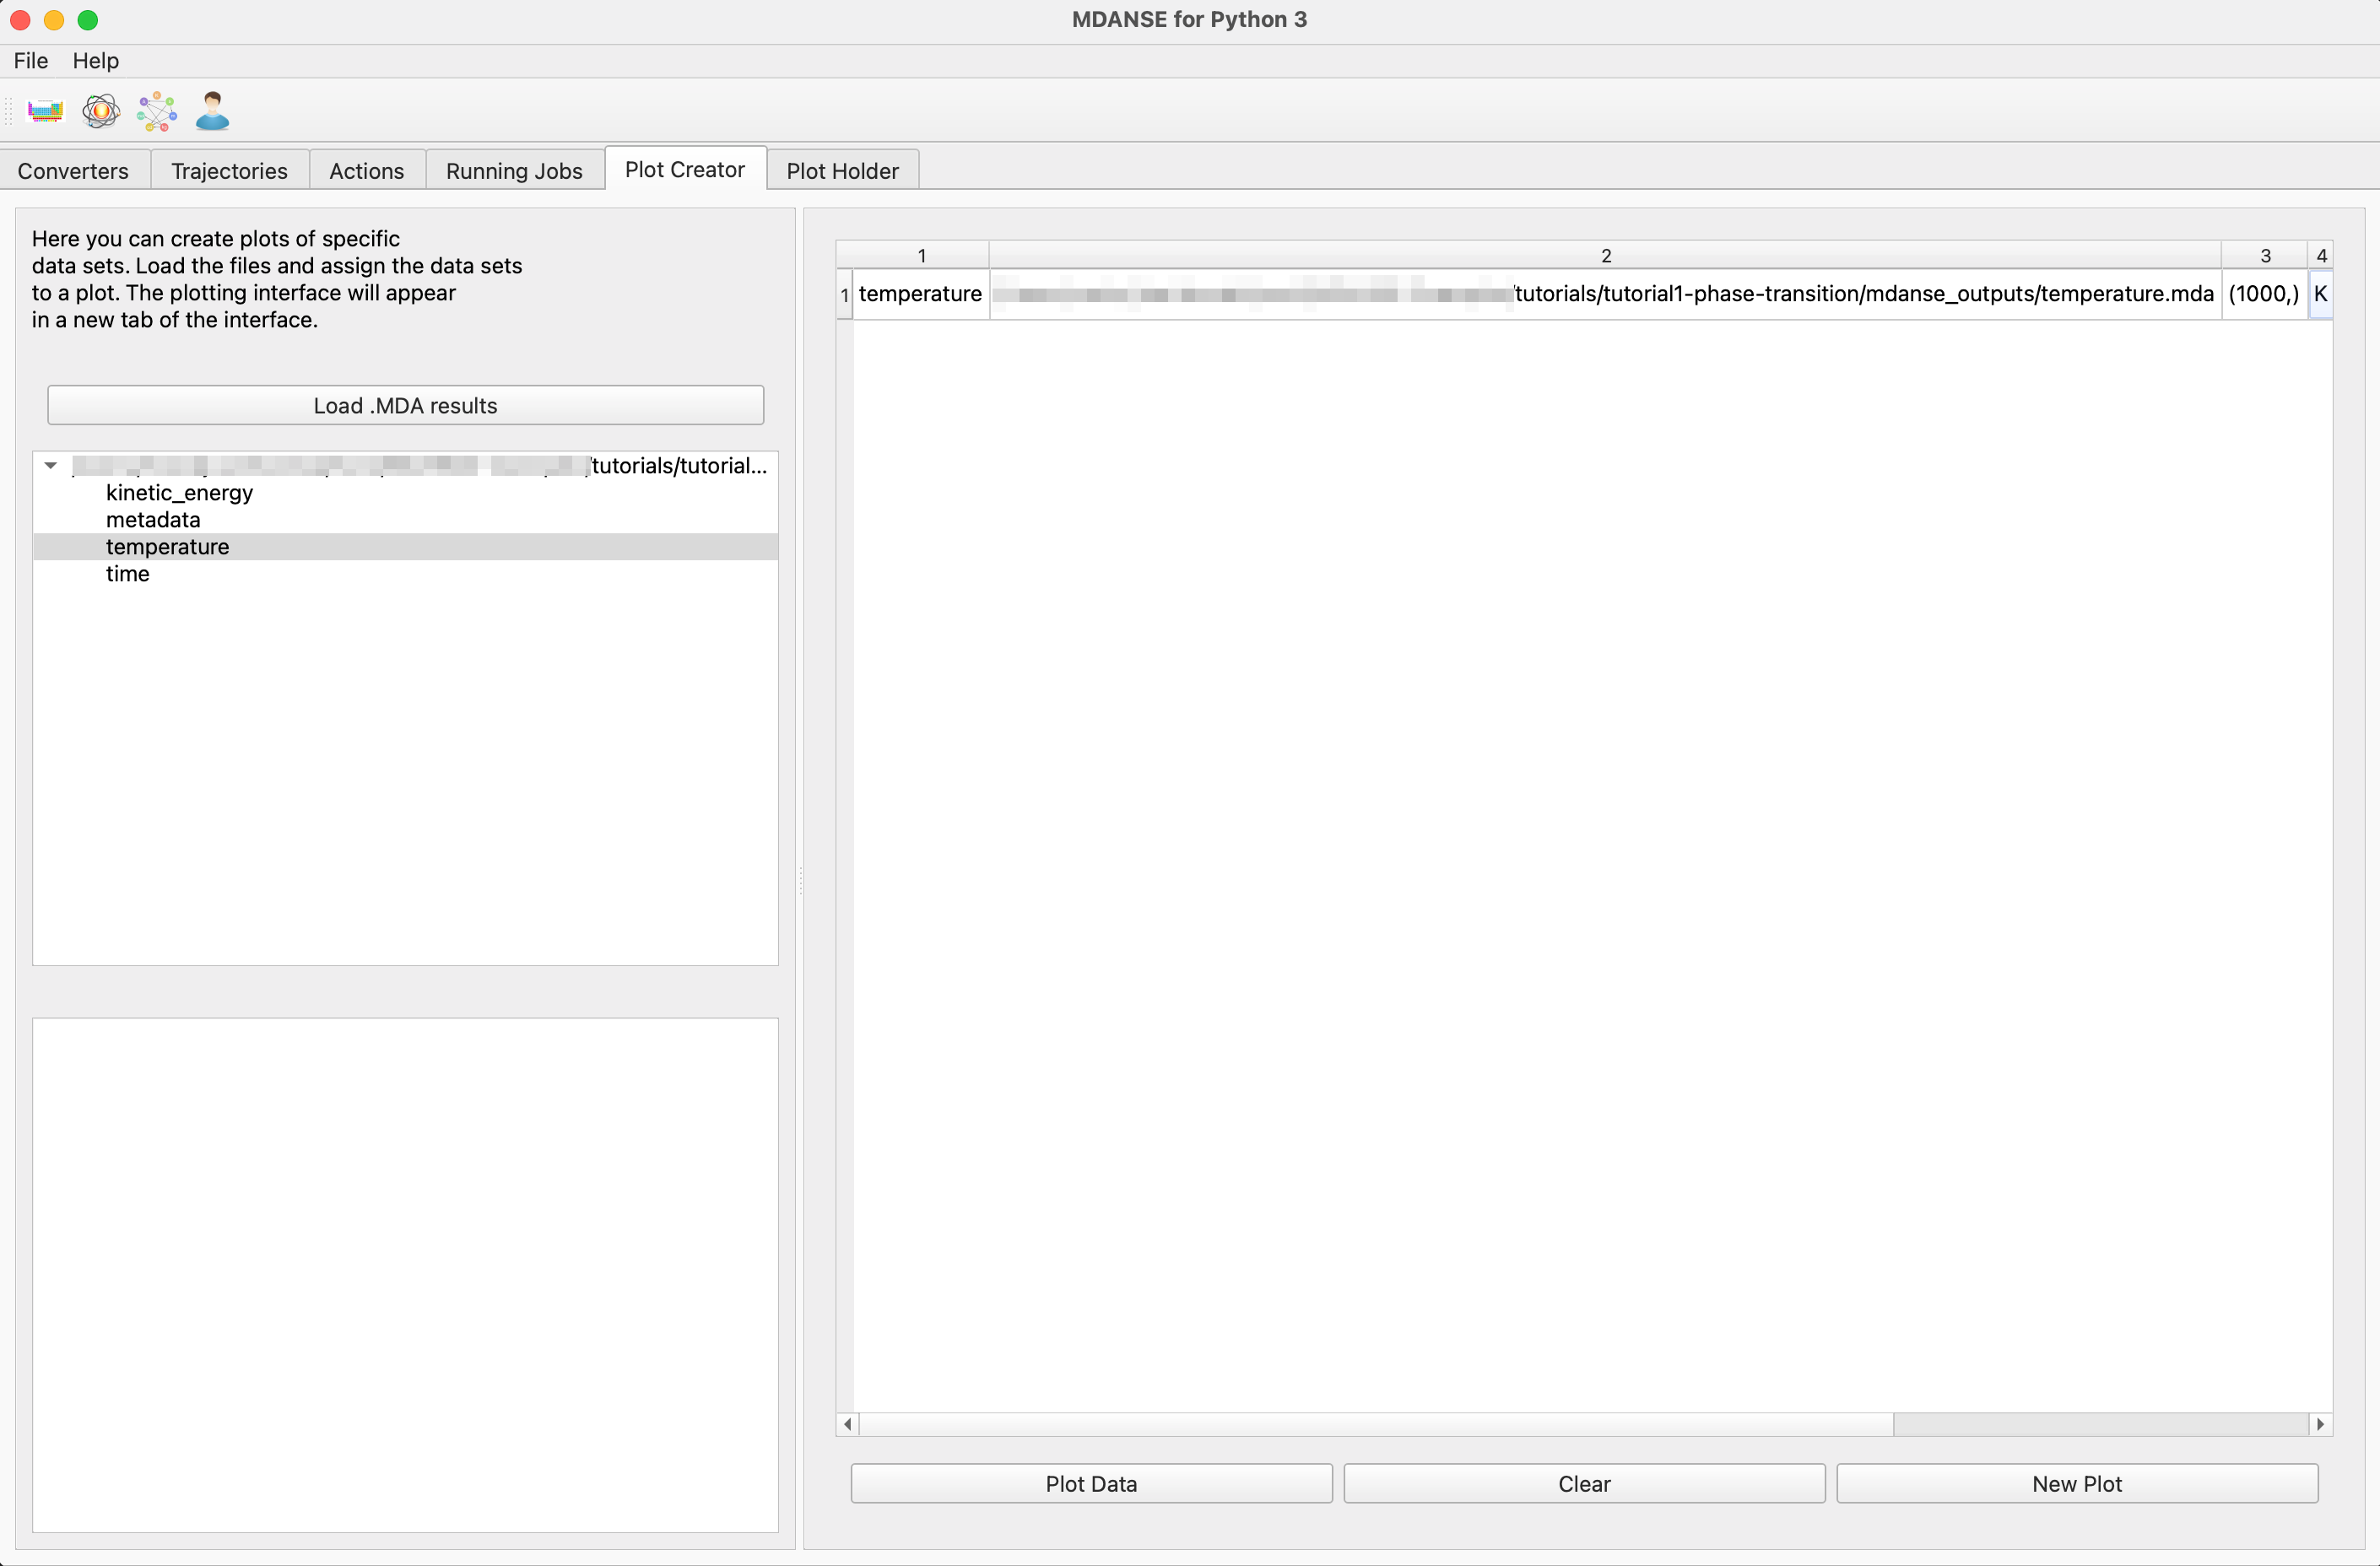 MDANSE for Python 3
File Help
Converters Trajectories Actions Running Jobs Plot Creator Plot Holder
Here you can create plots of specific
data sets. Load the files and assign the data sets
to a plot. The plotting interface will appear
in a new tab of the interface.
Load .MDA results
/tutorials/tutorial...
kinetic_energy
metadata
temperature
time
1 2 3 4
1 temperature /tutorials/tutorial1-phase-transition/mdanse_outputs/temperature.mda (1000,) K
Plot Data Clear New Plot